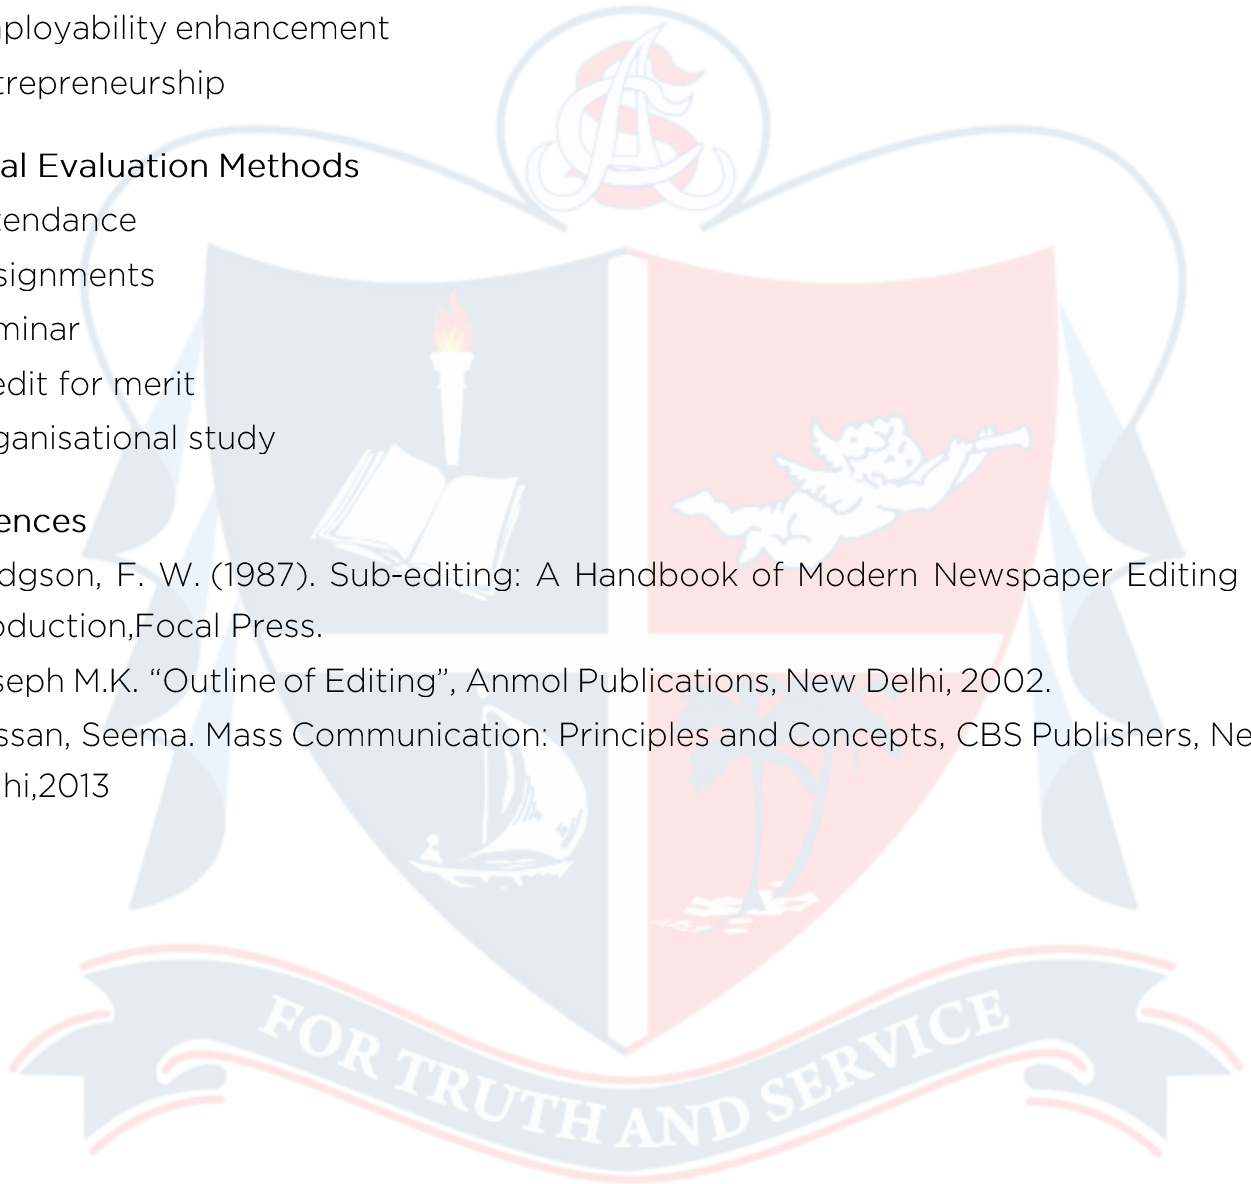 ployability enhancement
trepreneurship
al Evaluation Methods
tendance
signments
minar
edit for merit
ganisational study
ences
dgson, F. W. (1987). Sub-editing: A Handbook of Modern Newspaper Editing
oduction,Focal Press.
seph M.K. “Outline of Editing”, Anmol Publications, New Delhi, 2002.
ssan, Seema. Mass Communication: Principles and Concepts, CBS Publishers, Ne
hi,2013
FOR TRUTH AND SERVICE